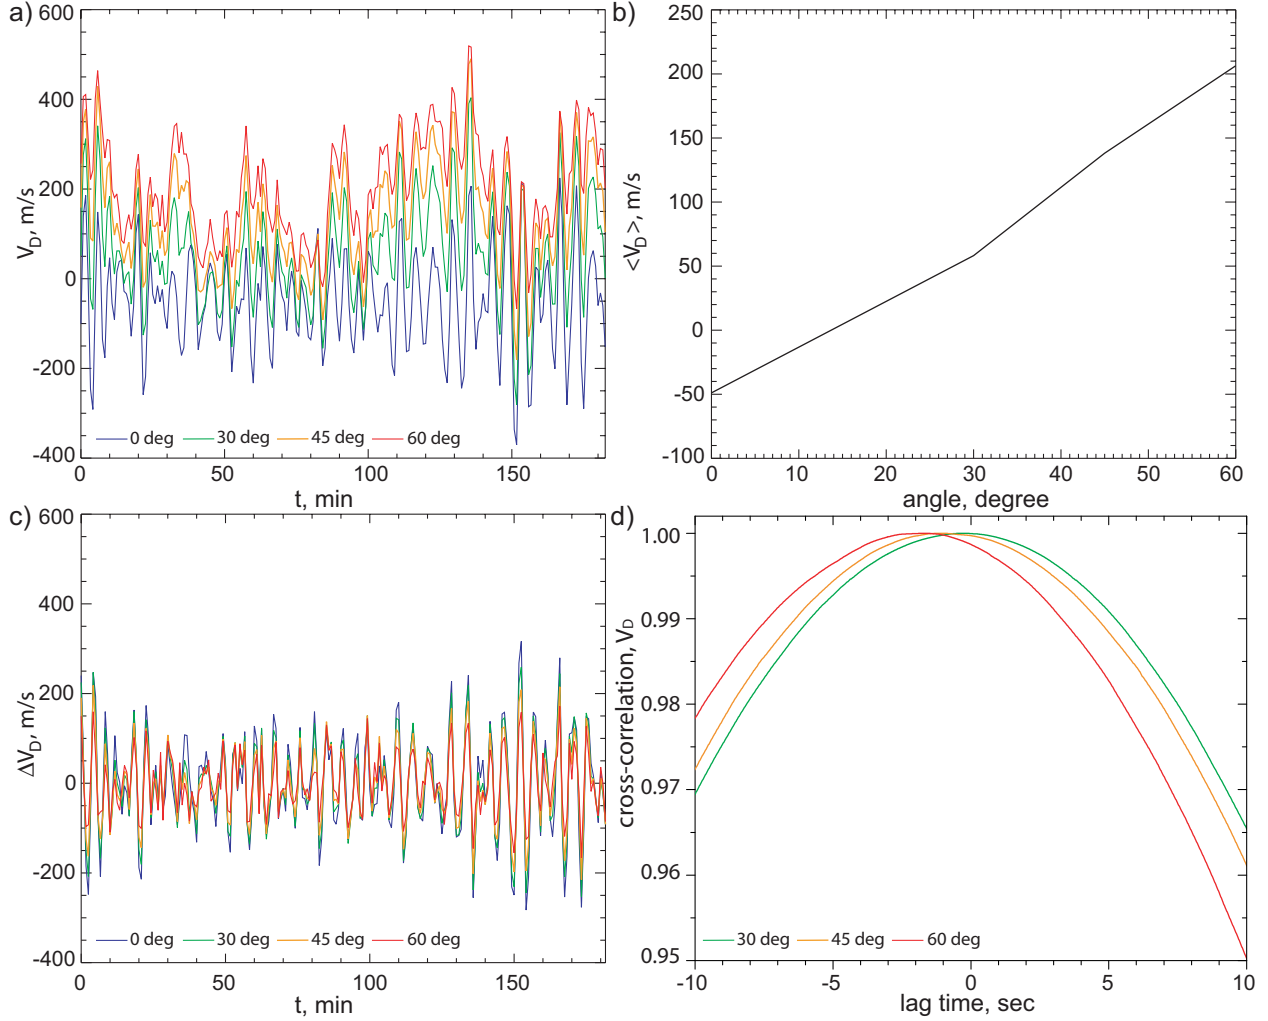 a)
600
400
200
0
-200
-400
V_D, m/s
0 deg 30 deg 45 deg 60 deg
0 50 100 150
t, min
b)
250
200
150
100
50
0
-50
-100
<V_D>, m/s
0 10 20 30 40 50 60
angle, degree
c)
600
400
200
0
-200
-400
ΔV_D, m/s
0 deg 30 deg 45 deg 60 deg
0 50 100 150
t, min
d)
1.00
0.99
0.98
0.97
0.96
0.95
cross-correlation, V_D
30 deg 45 deg 60 deg
-10 -5 0 5 10
lag time, sec